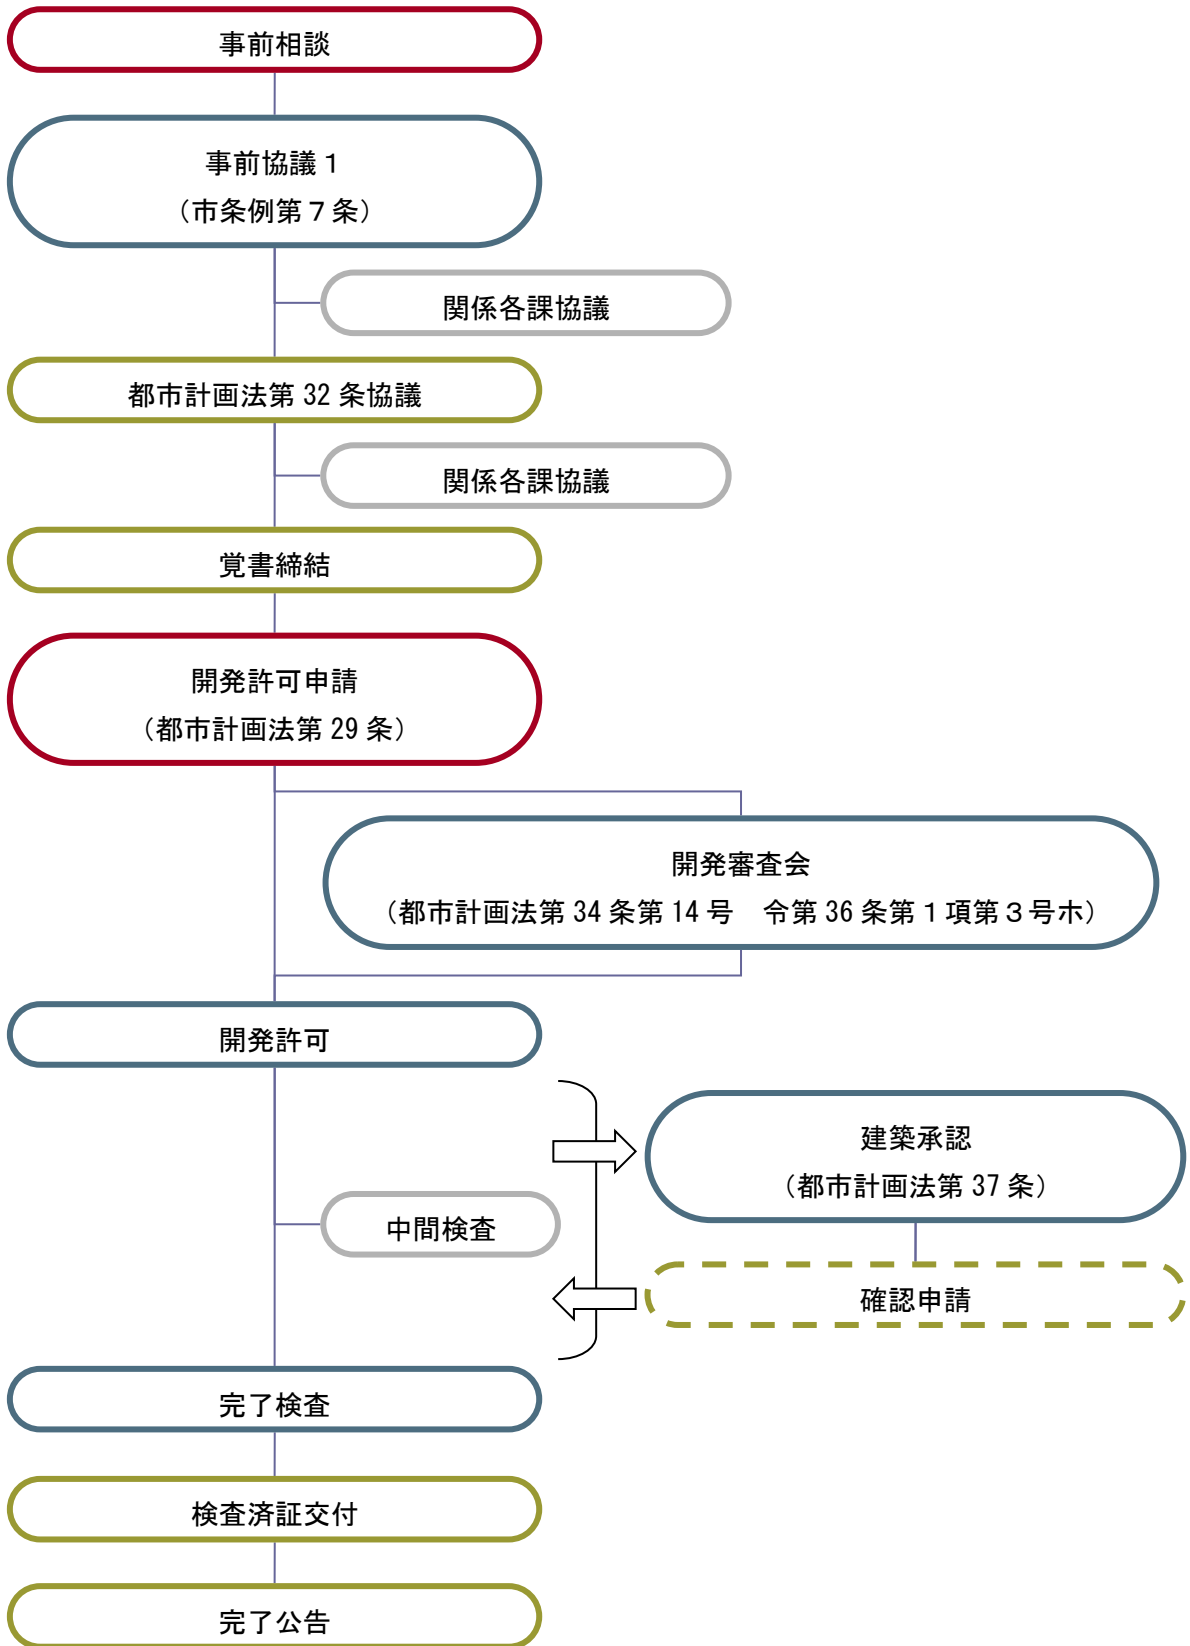 事前相談
事前協議１
（市条例第７条）
関係各課協議
都市計画法第 32 条協議
関係各課協議
覚書締結
開発許可申請
（都市計画法第 29 条）
開発審査会
（都市計画法第 34 条第 14 号　令第 36 条第１項第３号ホ）
開発許可
建築承認
（都市計画法第 37 条）
中間検査
確認申請
完了検査
検査済証交付
完了公告